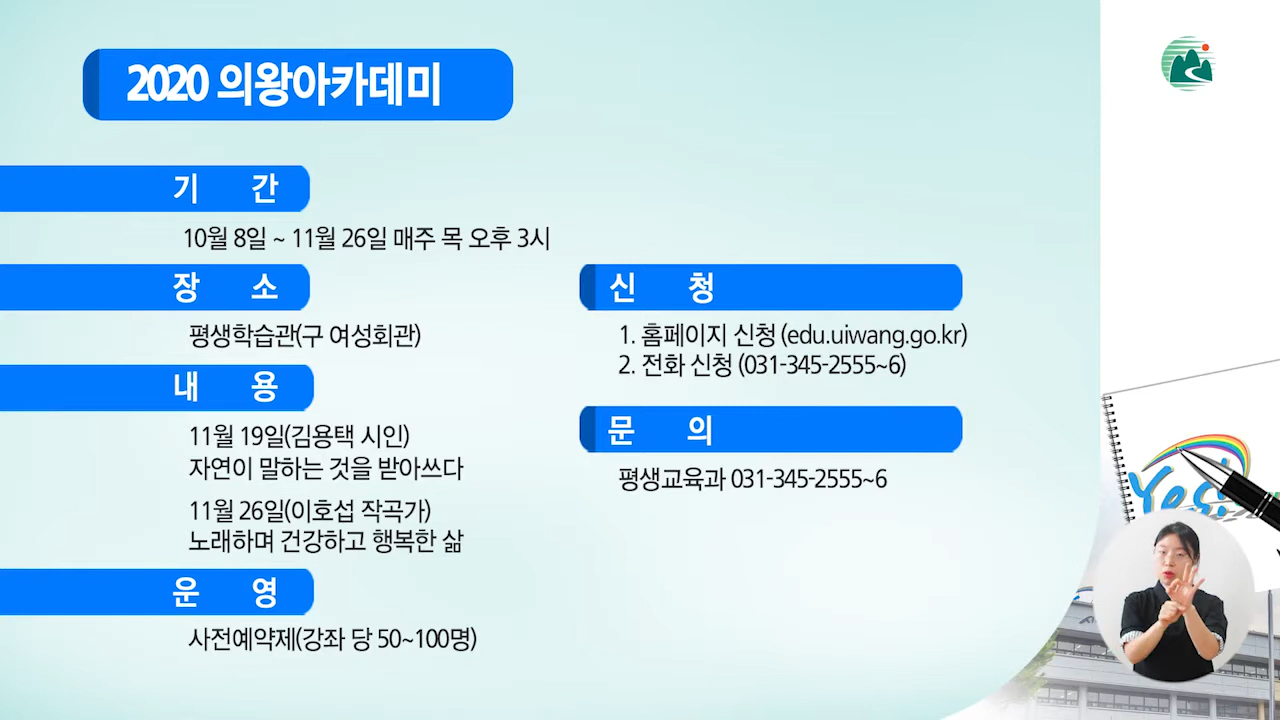 2020 의왕아카데미
기 간
10월 8일 ~ 11월 26일 매주 목 오후 3시
장 소
평생학습관(구 여성회관)
내 용
11월 19일(김용택 시인)
자연이 말하는 것을 받아쓰다
11월 26일(이호섭 작곡가)
노래하며 건강하고 행복한 삶
운 영
사전예약제(강좌 당 50~100명)
신 청
1. 홈페이지 신청 (edu.uiwang.go.kr)
2. 전화 신청 (031-345-2555~6)
문 의
평생교육과 031-345-2555~6
Yes!